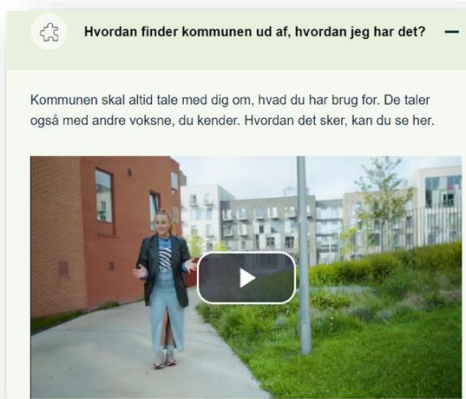 Hvordan finder kommunen ud af, hvordan jeg har det?
Kommunen skal altid tale med dig om, hvad du har brug for. De taler
også med andre voksne, du kender. Hvordan det sker, kan du se her.